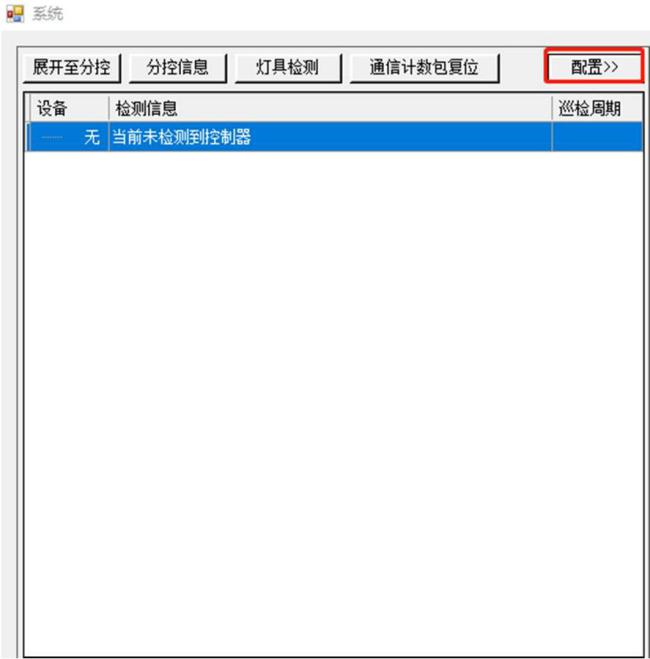 系统
展开至分控 分控信息 灯具检测 通信计数包复位 配置>>
设备 检测信息 巡检周期
无 当前未检测到控制器